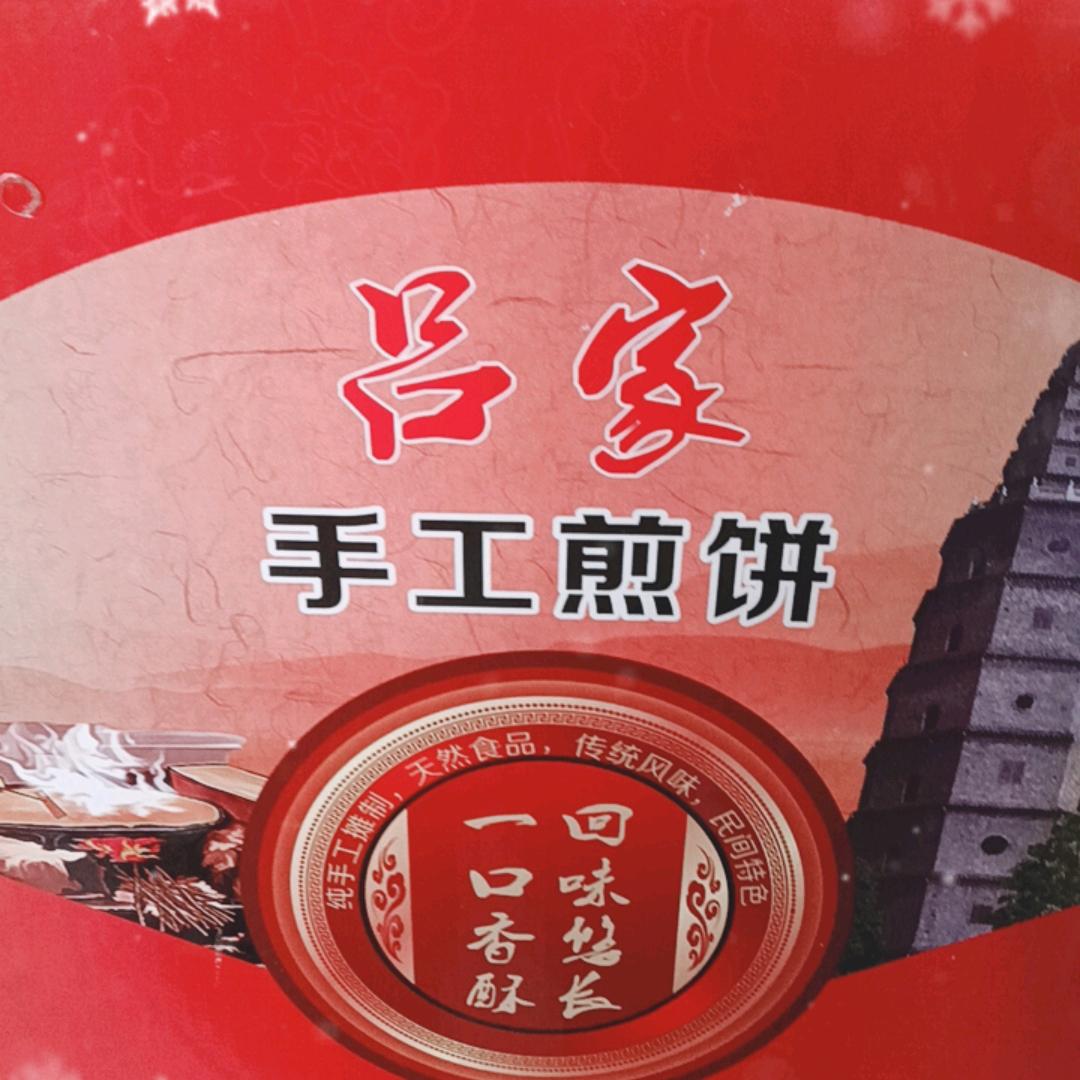 吕家
手工煎饼
纯手工摊制，天然食品，传统风味，民间特色
回味悠长
一口香酥